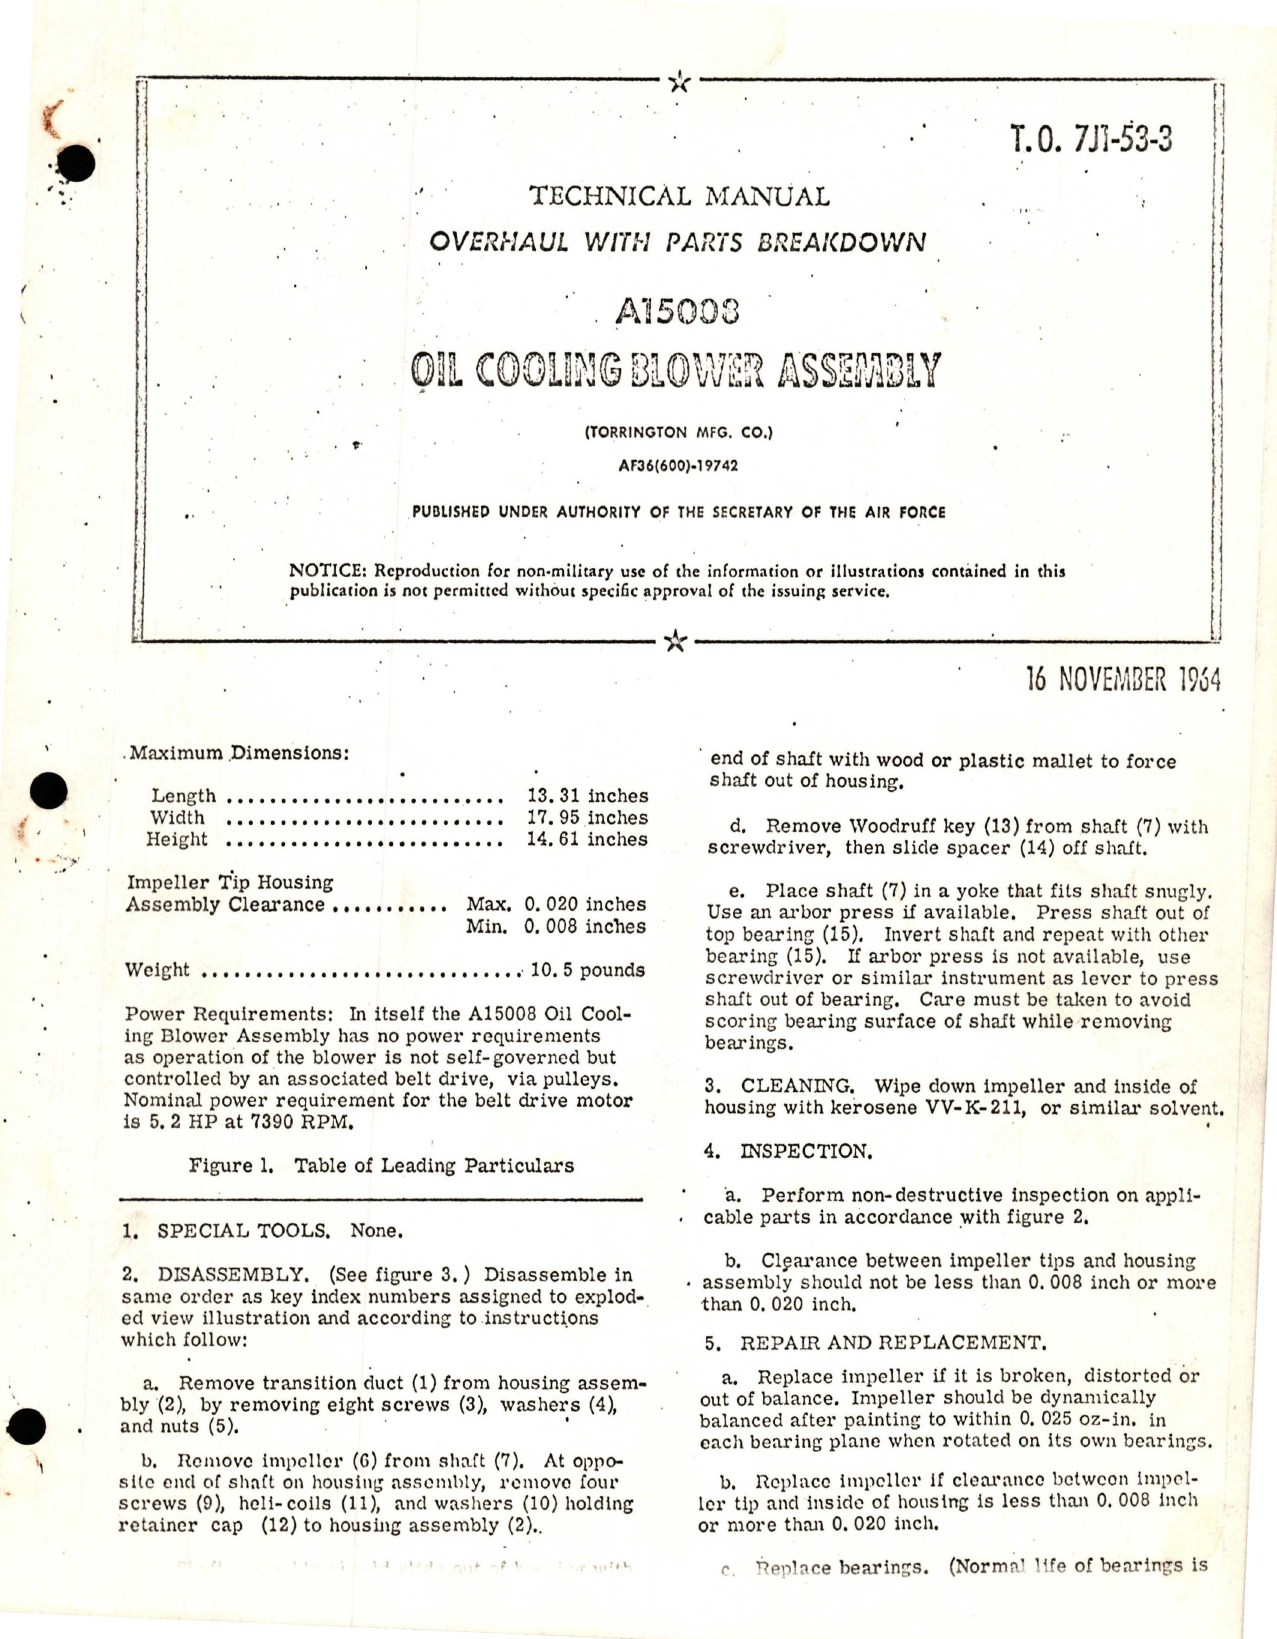 T.O. 7J1-53-3
TECHNICAL MANUAL
OVERHAUL WITH PARTS BREAKDOWN
A15008
OIL COOLING BLOWER ASSEMBLY
(TORRINGTON MFG. CO.)
AF36(600)-19742
PUBLISHED UNDER AUTHORITY OF THE SECRETARY OF THE AIR FORCE
NOTICE: Reproduction for non-military use of the information or illustrations contained in this
publication is not permitted without specific approval of the issuing service.
16 NOVEMBER 1964
Maximum Dimensions:
Length .......................... 13.31 inches
Width .......................... 17.95 inches
Height .......................... 14.61 inches
Impeller Tip Housing
Assembly Clearance ........... Max. 0.020 inches
Min. 0.008 inches
Weight .............................. 10.5 pounds
Power Requirements: In itself the A15008 Oil Cool-
ing Blower Assembly has no power requirements
as operation of the blower is not self-governed but
controlled by an associated belt drive, via pulleys.
Nominal power requirement for the belt drive motor
is 5.2 HP at 7390 RPM.
Figure 1. Table of Leading Particulars
1. SPECIAL TOOLS. None.
2. DISASSEMBLY. (See figure 3.) Disassemble in
same order as key index numbers assigned to explod-
ed view illustration and according to instructions
which follow:
a. Remove transition duct (1) from housing assem-
bly (2), by removing eight screws (3), washers (4),
and nuts (5).
b. Remove impeller (6) from shaft (7). At oppo-
site end of shaft on housing assembly, remove four
screws (9), heli-coils (11), and washers (10) holding
retainer cap (12) to housing assembly (2).
end of shaft with wood or plastic mallet to force
shaft out of housing.
d. Remove Woodruff key (13) from shaft (7) with
screwdriver, then slide spacer (14) off shaft.
e. Place shaft (7) in a yoke that fits shaft snugly.
Use an arbor press if available. Press shaft out of
top bearing (15). Invert shaft and repeat with other
bearing (15). If arbor press is not available, use
screwdriver or similar instrument as lever to press
shaft out of bearing. Care must be taken to avoid
scoring bearing surface of shaft while removing
bearings.
3. CLEANING. Wipe down impeller and inside of
housing with kerosene VV-K-211, or similar solvent.
4. INSPECTION.
a. Perform non-destructive inspection on appli-
cable parts in accordance with figure 2.
b. Clearance between impeller tips and housing
assembly should not be less than 0.008 inch or more
than 0.020 inch.
5. REPAIR AND REPLACEMENT.
a. Replace impeller if it is broken, distorted or
out of balance. Impeller should be dynamically
balanced after painting to within 0.025 oz-in. in
each bearing plane when rotated on its own bearings.
b. Replace impeller if clearance between impel-
ler tip and inside of housing is less than 0.008 inch
or more than 0.020 inch.
c. Replace bearings. (Normal life of bearings is